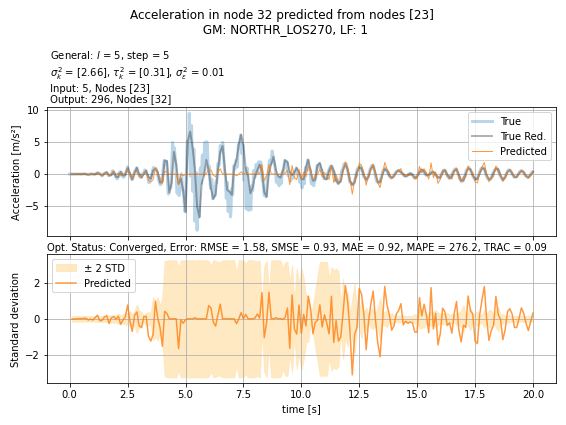 Acceleration in node 32 predicted from nodes [23]
GM: NORTHR_LOS270, LF: 1
General: l = 5, step = 5
σ²ₖ = [2.66], τ²ₖ = [0.31], σ²ε = 0.01
Input: 5, Nodes [23]
Output: 296, Nodes [32]
Acceleration [m/s²]
10
5
0
−5
True
True Red.
Predicted
Opt. Status: Converged, Error: RMSE = 1.58, SMSE = 0.93, MAE = 0.92, MAPE = 276.2, TRAC = 0.09
Standard deviation
2
0
−2
± 2 STD
Predicted
0.0 2.5 5.0 7.5 10.0 12.5 15.0 17.5 20.0
time [s]